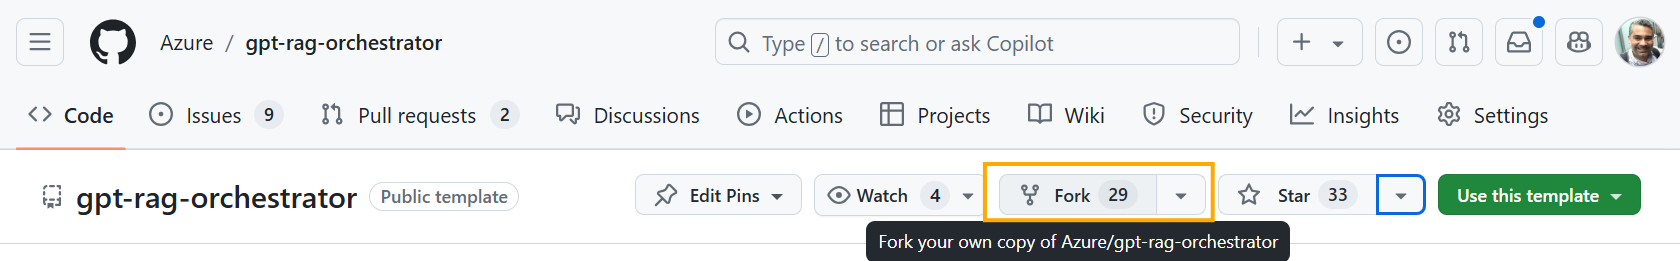 Azure / gpt-rag-orchestrator Type / to search or ask Copilot
Code Issues 9 Pull requests 2 Discussions Actions Projects Wiki Security Insights Settings
gpt-rag-orchestrator Public template Edit Pins Watch 4 Fork 29 Star 33 Use this template
Fork your own copy of Azure/gpt-rag-orchestrator